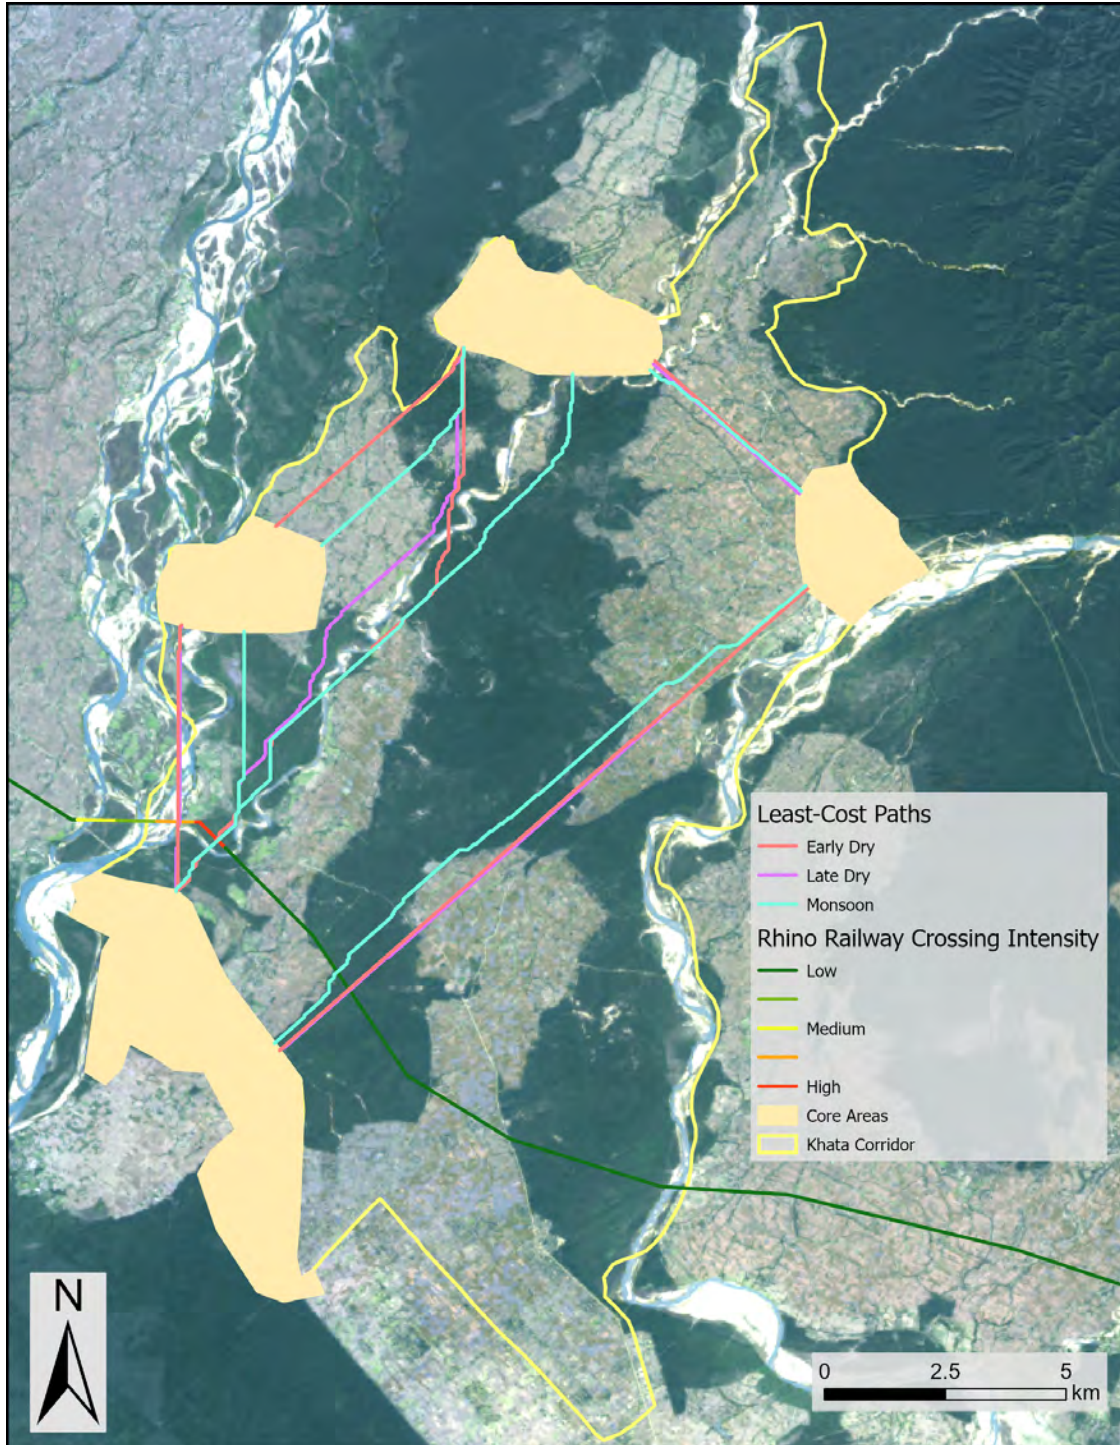 Least-Cost Paths
Early Dry
Late Dry
Monsoon
Rhino Railway Crossing Intensity
Low
Medium
High
Core Areas
Khata Corridor
N
0 2.5 5
km